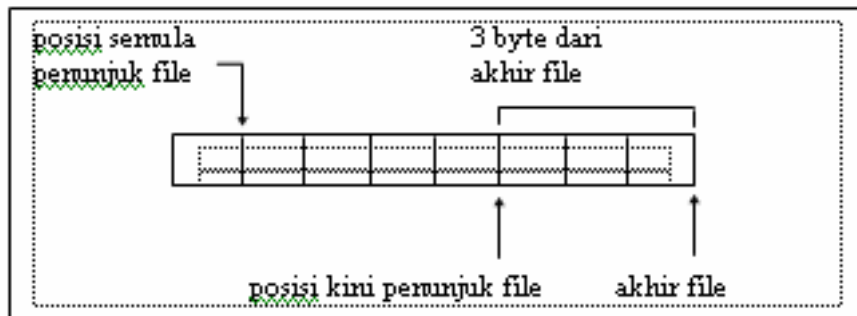 posisi semula
penunjuk file
3 byte dari
akhir file
posisi kini penunjuk file
akhir file